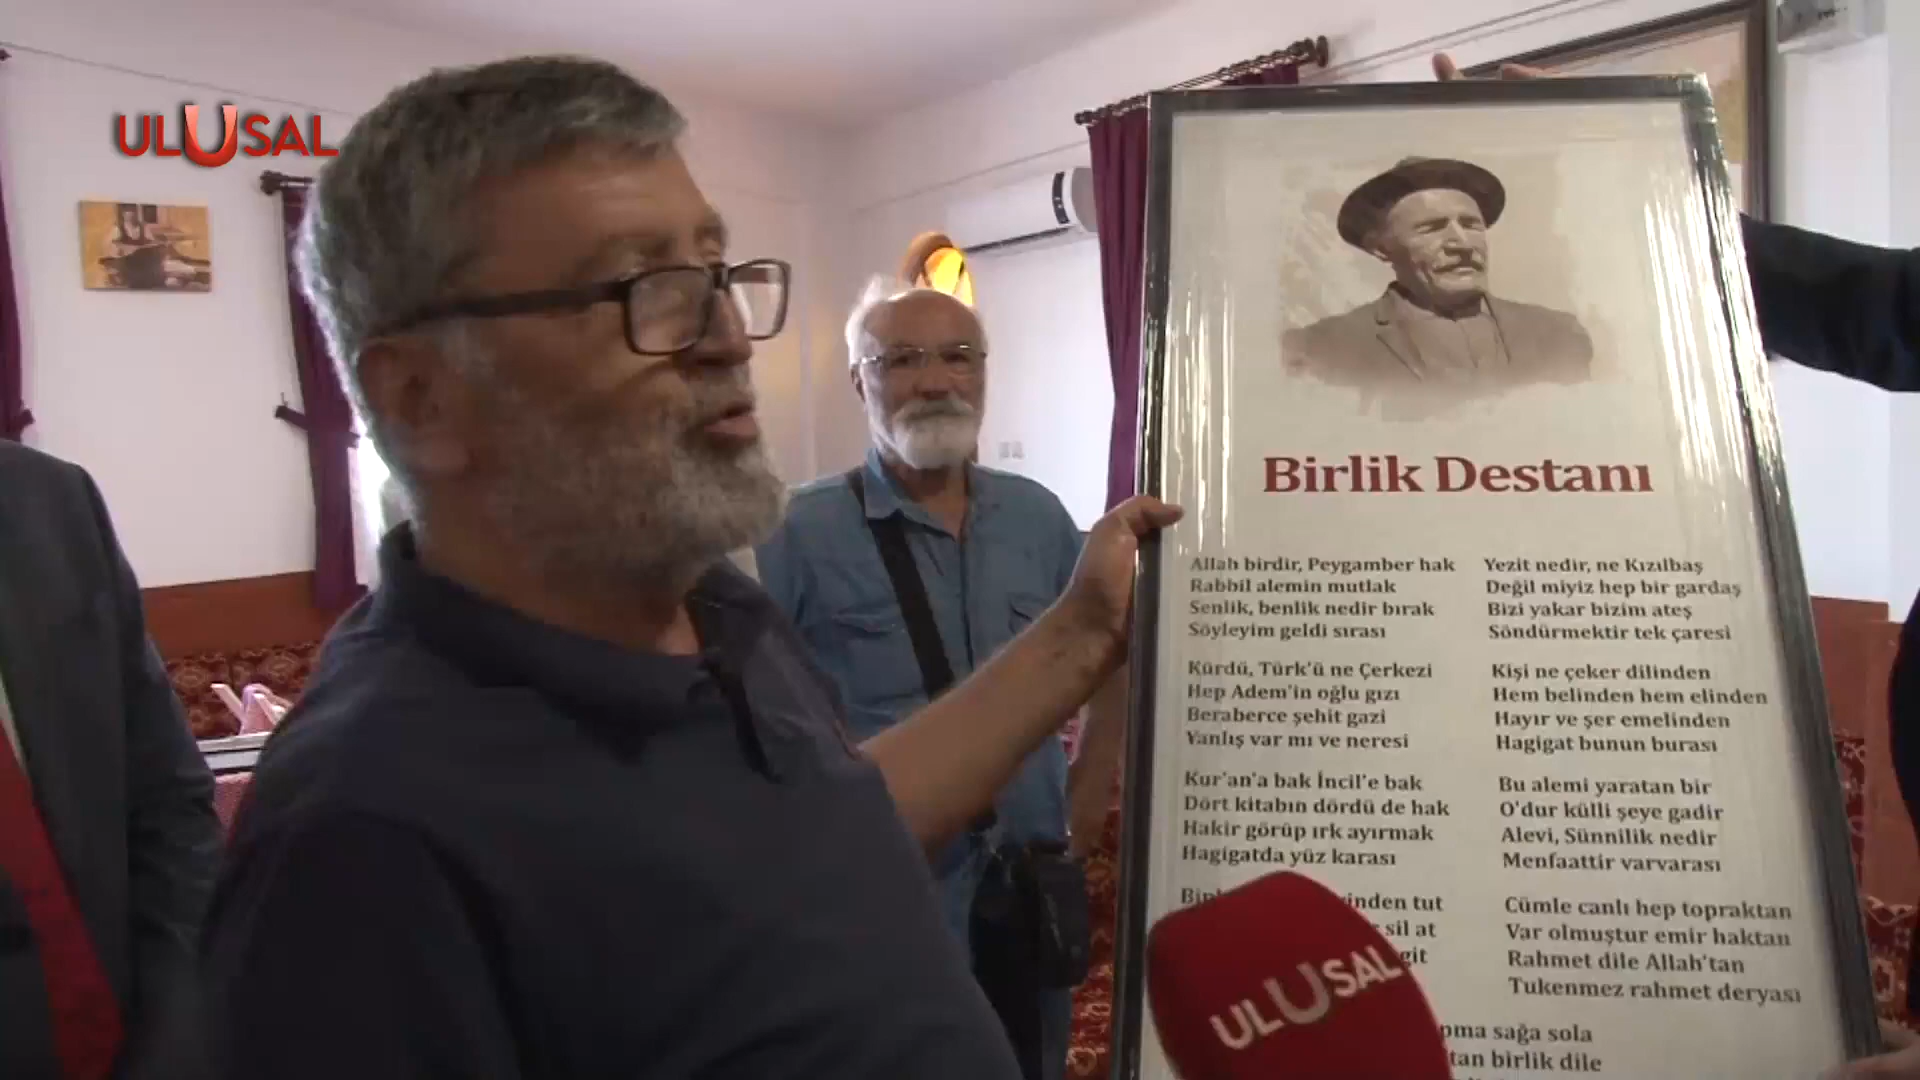 ULUSAL
Birlik Destanı
Allah birdir, Peygamber hak
Rabbil alemin mutlak
Senlik, benlik nedir bırak
Söyleyim geldi sırası
Kürdü, Türk'ü ne Çerkezi
Hep Adem'in oğlu gızı
Beraberce şehit gazi
Yanlış var mı ve neresi
Kur'an'a bak İncil'e bak
Dört kitabın dördü de hak
Hakir görüp ırk ayırmak
Hagigatda yüz karası
tut
sil at
Yezit nedir, ne Kızılbaş
Değil miyiz hep bir gardaş
Bizi yakar bizim ateş
Söndürmektir tek çaresi
Kişi ne çeker dilinden
Hem belinden hem elinden
Hayır ve şer emelinden
Hagigat bunun burası
Bu alemi yaratan bir
O'dur külli şeye gadir
Alevi, Sünnilik nedir
Menfaattir varvarası
Cümle canlı hep topraktan
Var olmuştur emir haktan
Rahmet dile Allah'tan
Tukenmez rahmet deryası
sağa sola
birlik dile
ULUSAL